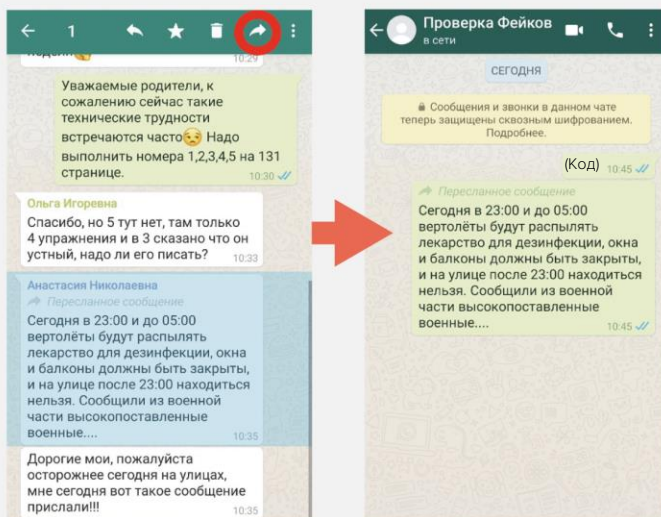 1
10:29
Уважаемые родители, к
сожалению сейчас такие
технические трудности
встречаются часто😒 Надо
выполнить номера 1,2,3,4,5 на 131
странице.
10:30
Ольга Игоревна
Спасибо, но 5 тут нет, там только
4 упражнения и в 3 сказано что он
устный, надо ли его писать?
10:33
Анастасия Николаевна
Пересланное сообщение
Сегодня в 23:00 и до 05:00
вертолёты будут распылять
лекарство для дезинфекции, окна
и балконы должны быть закрыты,
и на улице после 23:00 находиться
нельзя. Сообщили из военной
части высокопоставленные
военные....
10:35
Дорогие мои, пожалуйста
осторожнее сегодня на улицах,
мне сегодня вот такое сообщение
прислали!!!
10:35
Проверка Фейков
в сети
СЕГОДНЯ
Сообщения и звонки в данном чате
теперь защищены сквозным шифрованием.
Подробнее.
(Код) 10:45
Пересланное сообщение
Сегодня в 23:00 и до 05:00
вертолёты будут распылять
лекарство для дезинфекции, окна
и балконы должны быть закрыты,
и на улице после 23:00 находиться
нельзя. Сообщили из военной
части высокопоставленные
военные....
10:45